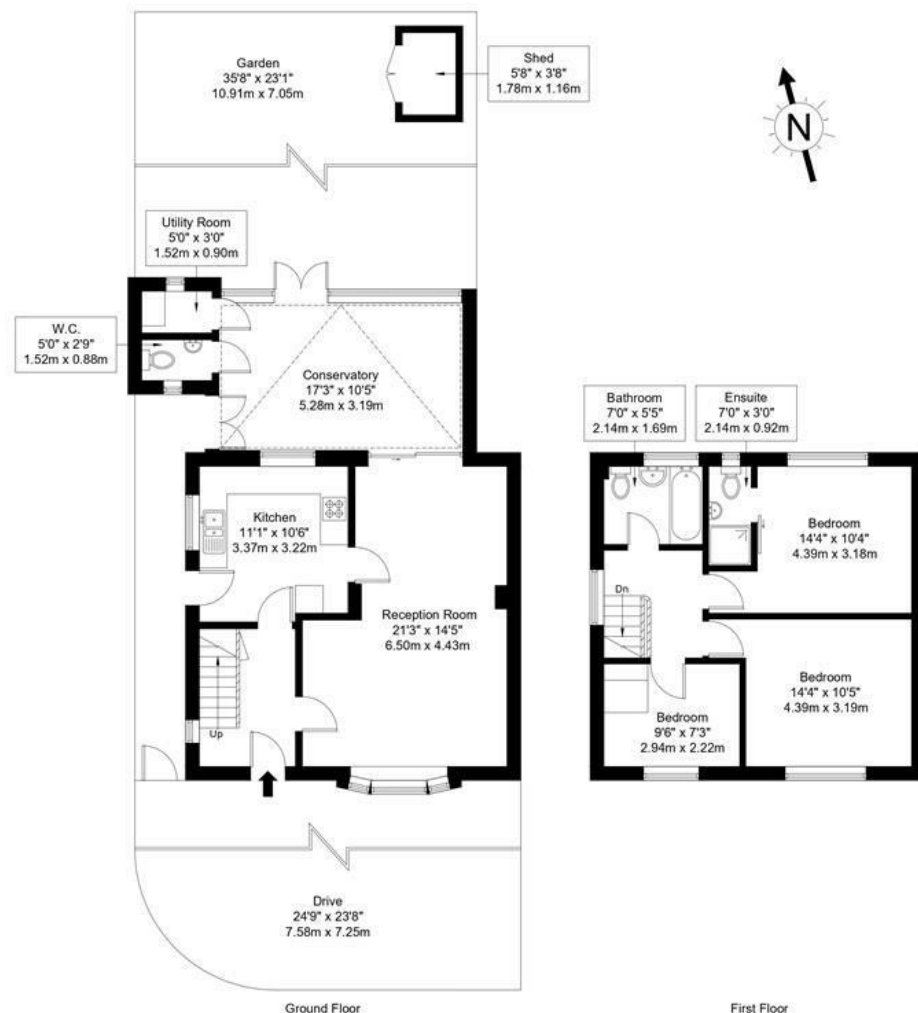 Garden
35'8" x 23'1"
10.91m x 7.05m
Shed
5'8" x 3'8"
1.78m x 1.16m
N
Utility Room
5'0" x 3'0"
1.52m x 0.90m
W.C.
5'0" x 2'9"
1.52m x 0.88m
Conservatory
17'3" x 10'5"
5.28m x 3.19m
Bathroom
7'0" x 5'5"
2.14m x 1.69m
Ensuite
7'0" x 3'0"
2.14m x 0.92m
Kitchen
11'1" x 10'6"
3.37m x 3.22m
Bedroom
14'4" x 10'4"
4.39m x 3.18m
Dn
Reception Room
21'3" x 14'5"
6.50m x 4.43m
Bedroom
14'4" x 10'5"
4.39m x 3.19m
Bedroom
9'6" x 7'3"
2.94m x 2.22m
Up
Drive
24'9" x 23'8"
7.58m x 7.25m
Ground Floor
First Floor